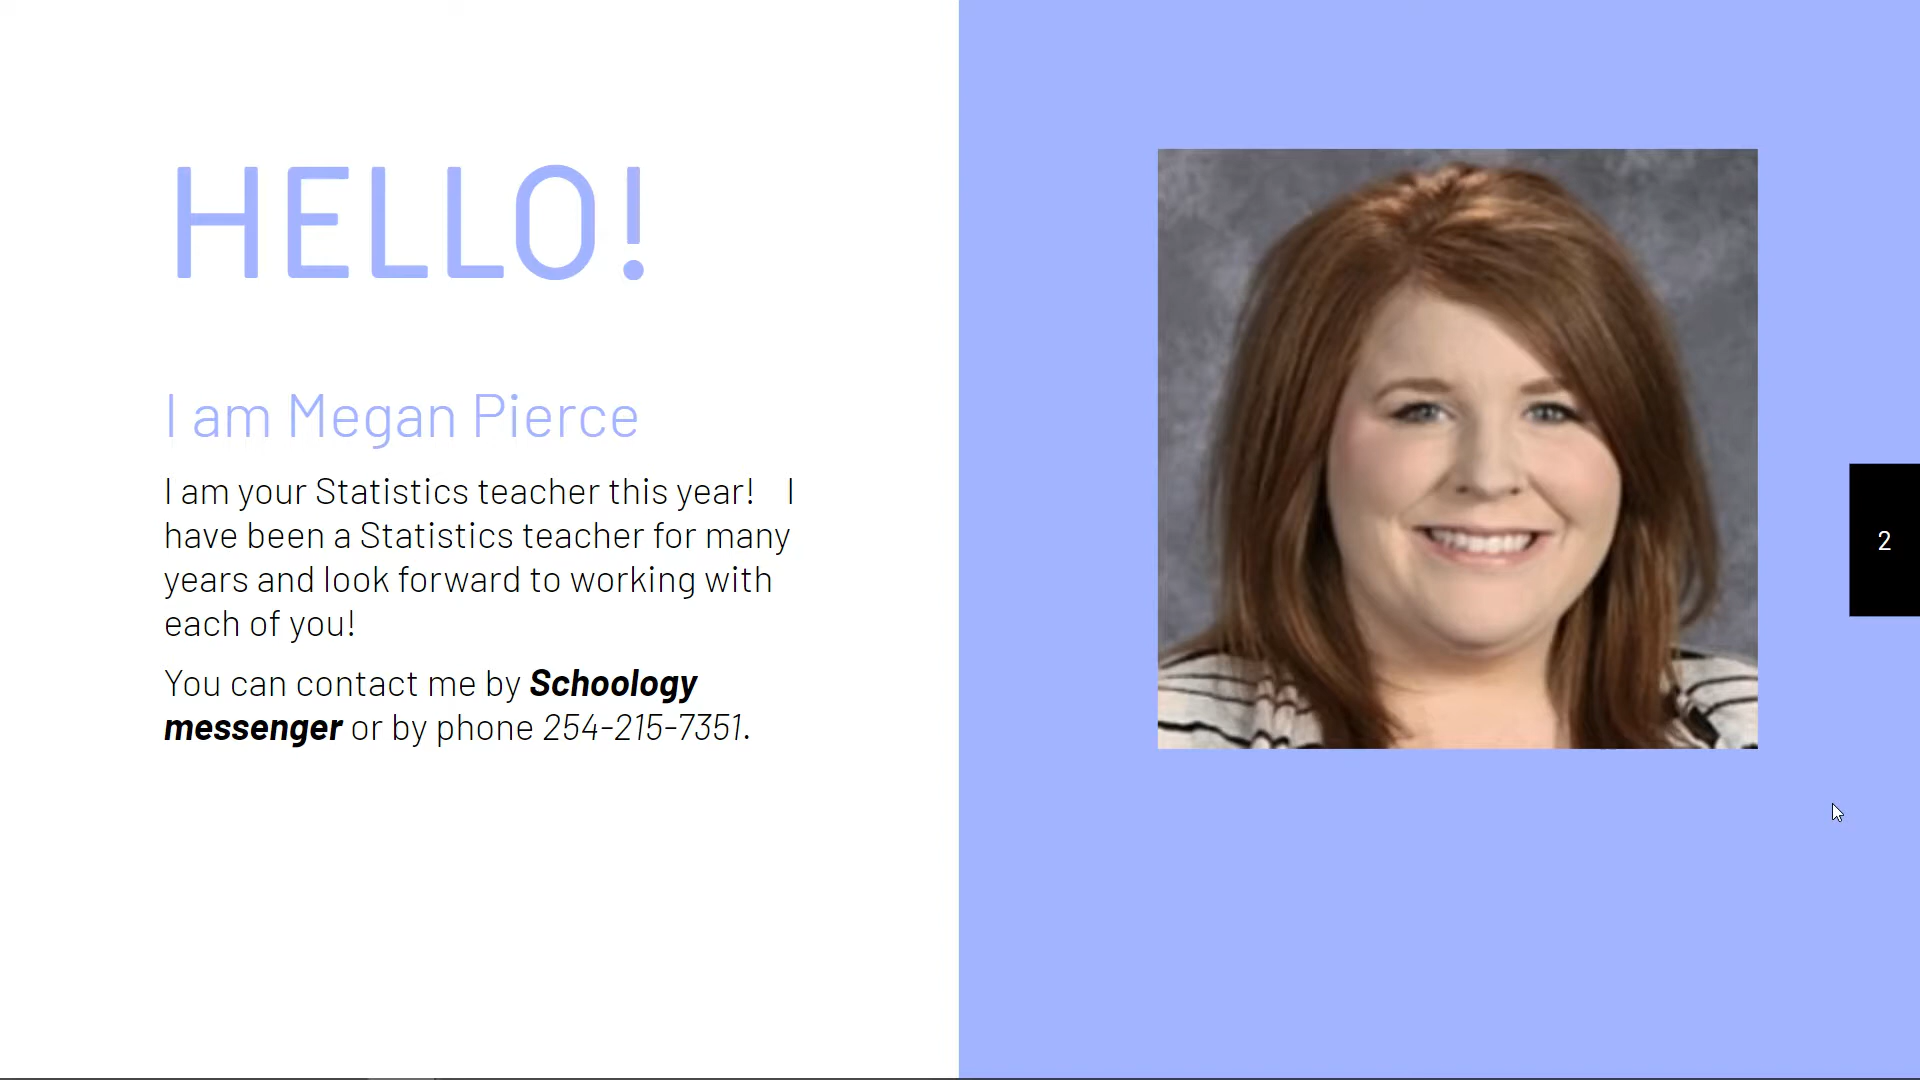 HELLO!
I am Megan Pierce
I am your Statistics teacher this year! I
have been a Statistics teacher for many
years and look forward to working with
each of you!
You can contact me by Schoology
messenger or by phone 254-215-7351.
2